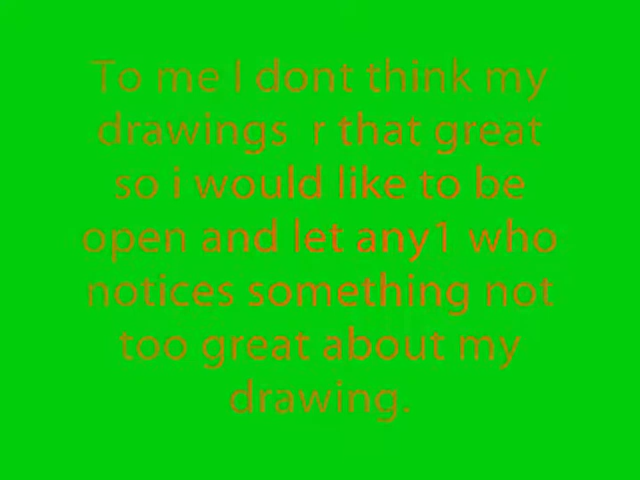 To me I dont think my
drawings  r that great
so i would like to be
open and let any1 who
notices something not
too great about my
drawing.